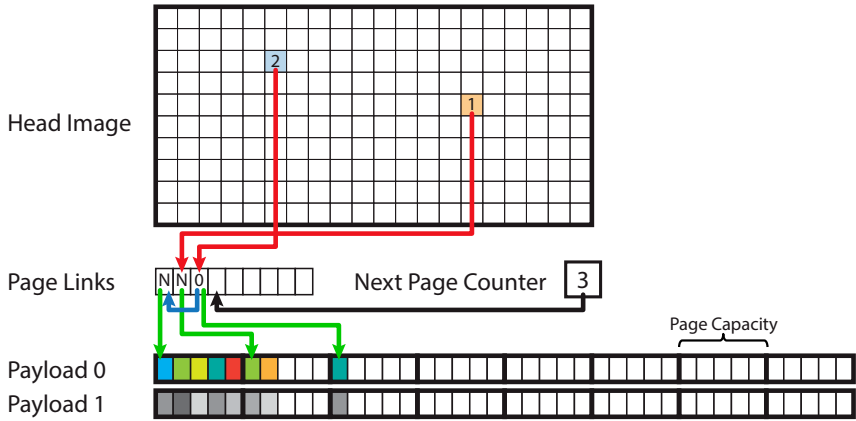 2
1
Head Image
Page Links N N 0 Next Page Counter 3
Page Capacity
Payload 0
Payload 1